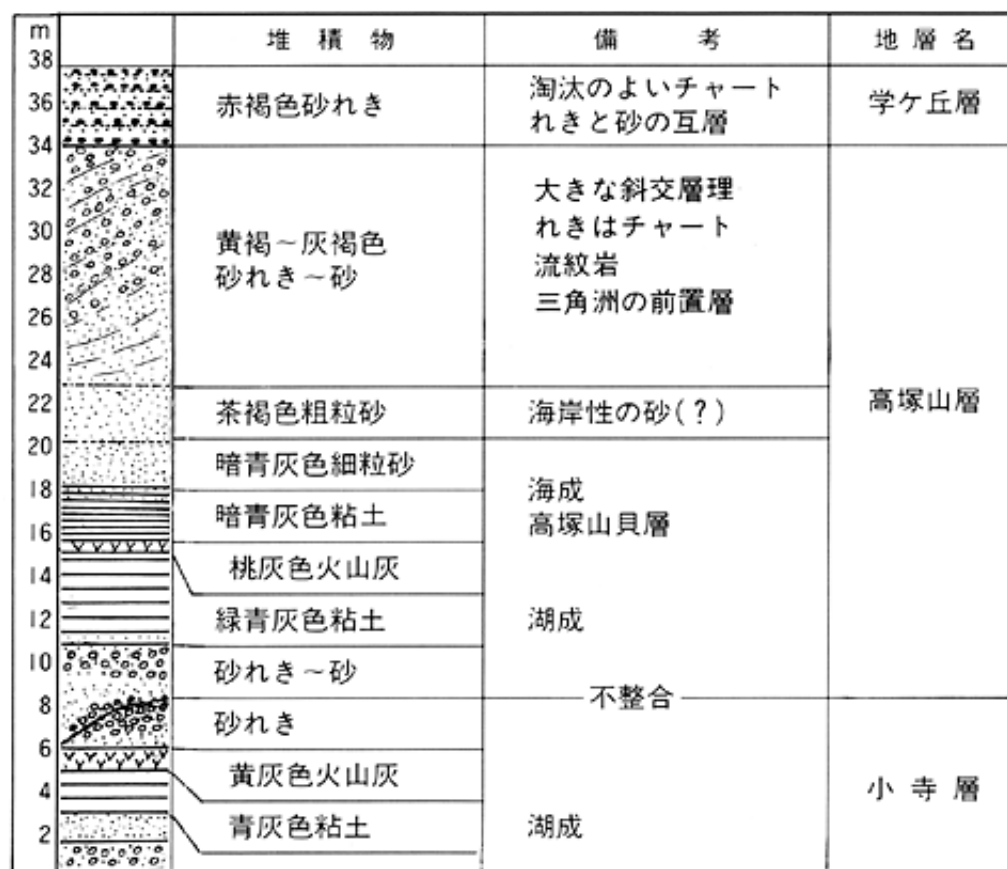 m
堆積物
備考
地層名
38
36
34
32
30
28
26
24
22
20
18
16
14
12
10
8
6
4
2
赤褐色砂れき
淘汰のよいチャート
れきと砂の互層
学ケ丘層
黄褐～灰褐色
砂れき～砂
大きな斜交層理
れきはチャート
流紋岩
三角洲の前置層
高塚山層
茶褐色粗粒砂
海岸性の砂(?)
暗青灰色細粒砂
暗青灰色粘土
海成
高塚山貝層
桃灰色火山灰
緑青灰色粘土
湖成
砂れき～砂
不整合
砂れき
黄灰色火山灰
小寺層
青灰色粘土
湖成